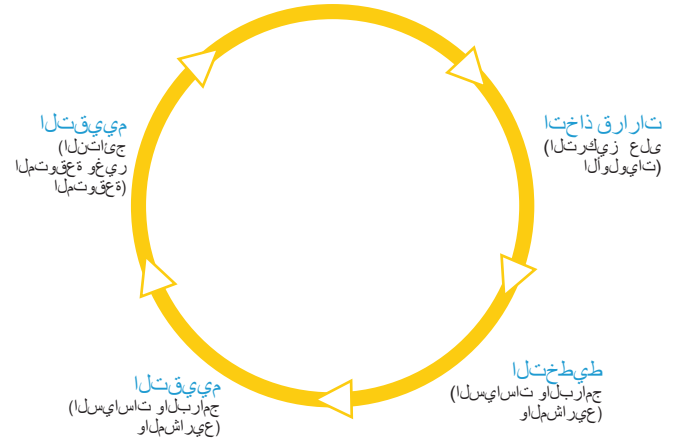 اتخاذ قرارات
(التركيز على
الأولويات)
التخطيط
(السياسات والبرامج
والمشاريع)
التقييم
(السياسات والبرامج
والمشاريع)
التقييم
(النتائج
المتوقعة وغير
المتوقعة)